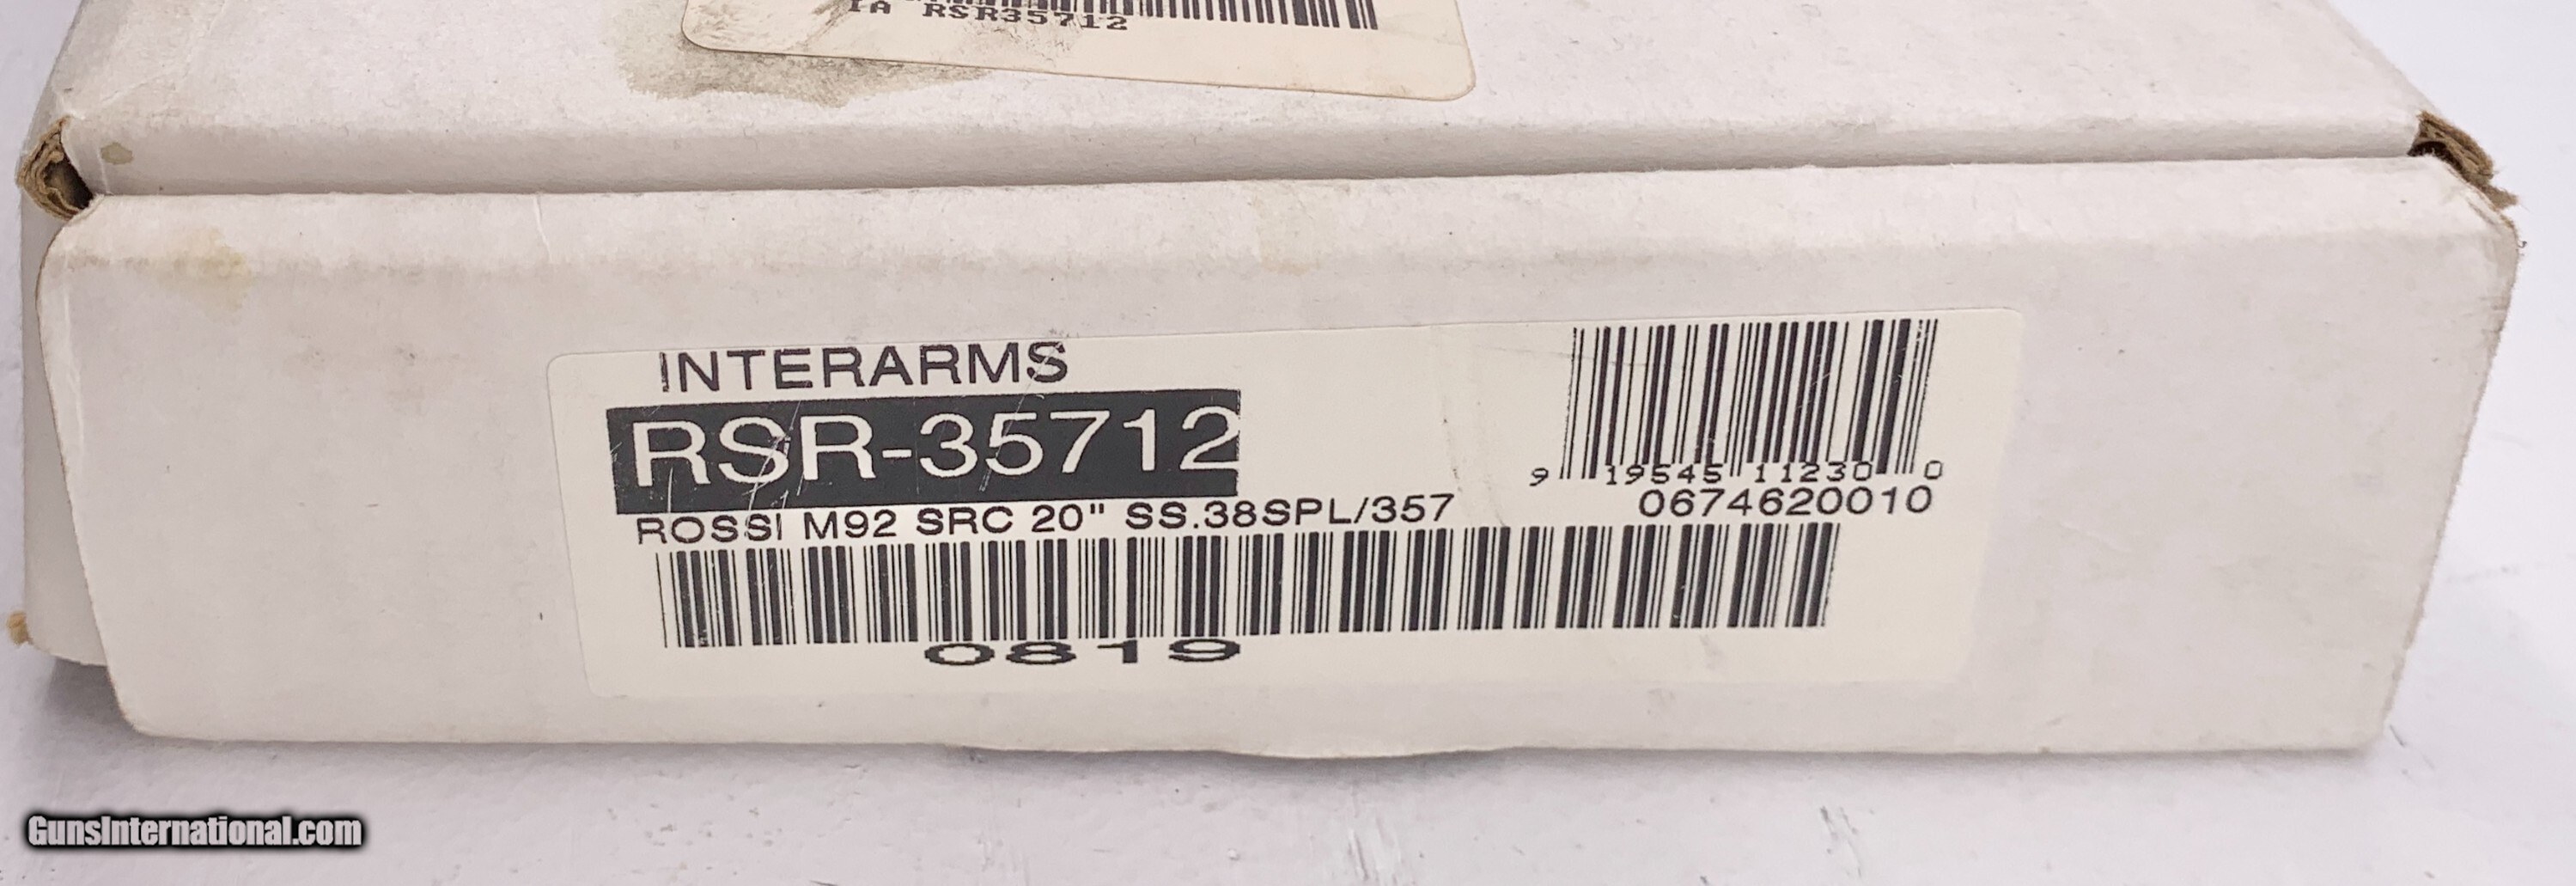 IA RSR35712
INTERARMS
RSR-35712
ROSSI M92 SRC 20" SS.38SPL/357
9 19545 11230 0
0674620010
0819
GunsInternational.com